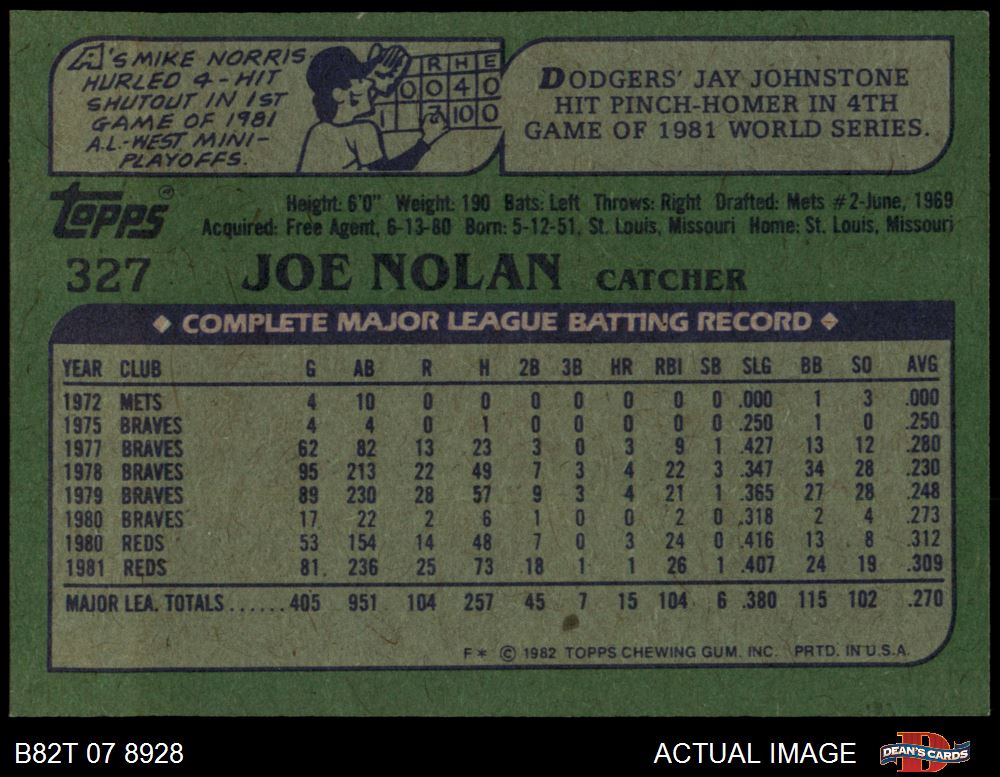 A'S MIKE NORRIS
HURLED 4-HIT
SHUTOUT IN 1ST
GAME OF 1981
A.L.-WEST MINI-
PLAYOFFS.
R H E
0 0 4 0
1 2 10 0
DODGERS' JAY JOHNSTONE
HIT PINCH-HOMER IN 4TH
GAME OF 1981 WORLD SERIES.
Topps®
Height: 6'0" Weight: 190 Bats: Left Throws: Right Drafted: Mets #2-June, 1969
Acquired: Free Agent, 6-13-80 Born: 5-12-51, St. Louis, Missouri Home: St. Louis, Missouri
327 JOE NOLAN CATCHER
COMPLETE MAJOR LEAGUE BATTING RECORD
YEAR CLUB G AB R H 2B 3B HR RBI SB SLG BB SO AVG
1972 METS 4 10 0 0 0 0 0 0 0 .000 1 3 .000
1975 BRAVES 4 4 0 1 0 0 0 0 0 .250 1 0 .250
1977 BRAVES 62 82 13 23 3 0 3 9 1 .427 13 12 .280
1978 BRAVES 95 213 22 49 7 3 4 22 3 .347 34 28 .230
1979 BRAVES 89 230 28 57 9 3 4 21 1 .365 27 28 .248
1980 BRAVES 17 22 2 6 1 0 0 2 0 .318 2 4 .273
1980 REDS 53 154 14 48 7 0 3 24 0 .416 13 8 .312
1981 REDS 81 236 25 73 18 1 1 26 1 .407 24 19 .309
MAJOR LEA. TOTALS......405 951 104 257 45 7 15 104 6 .380 115 102 .270
F* © 1982 TOPPS CHEWING GUM, INC. PRTD. IN U.S.A.
B82T 07 8928
ACTUAL IMAGE
DEAN'S CARDS